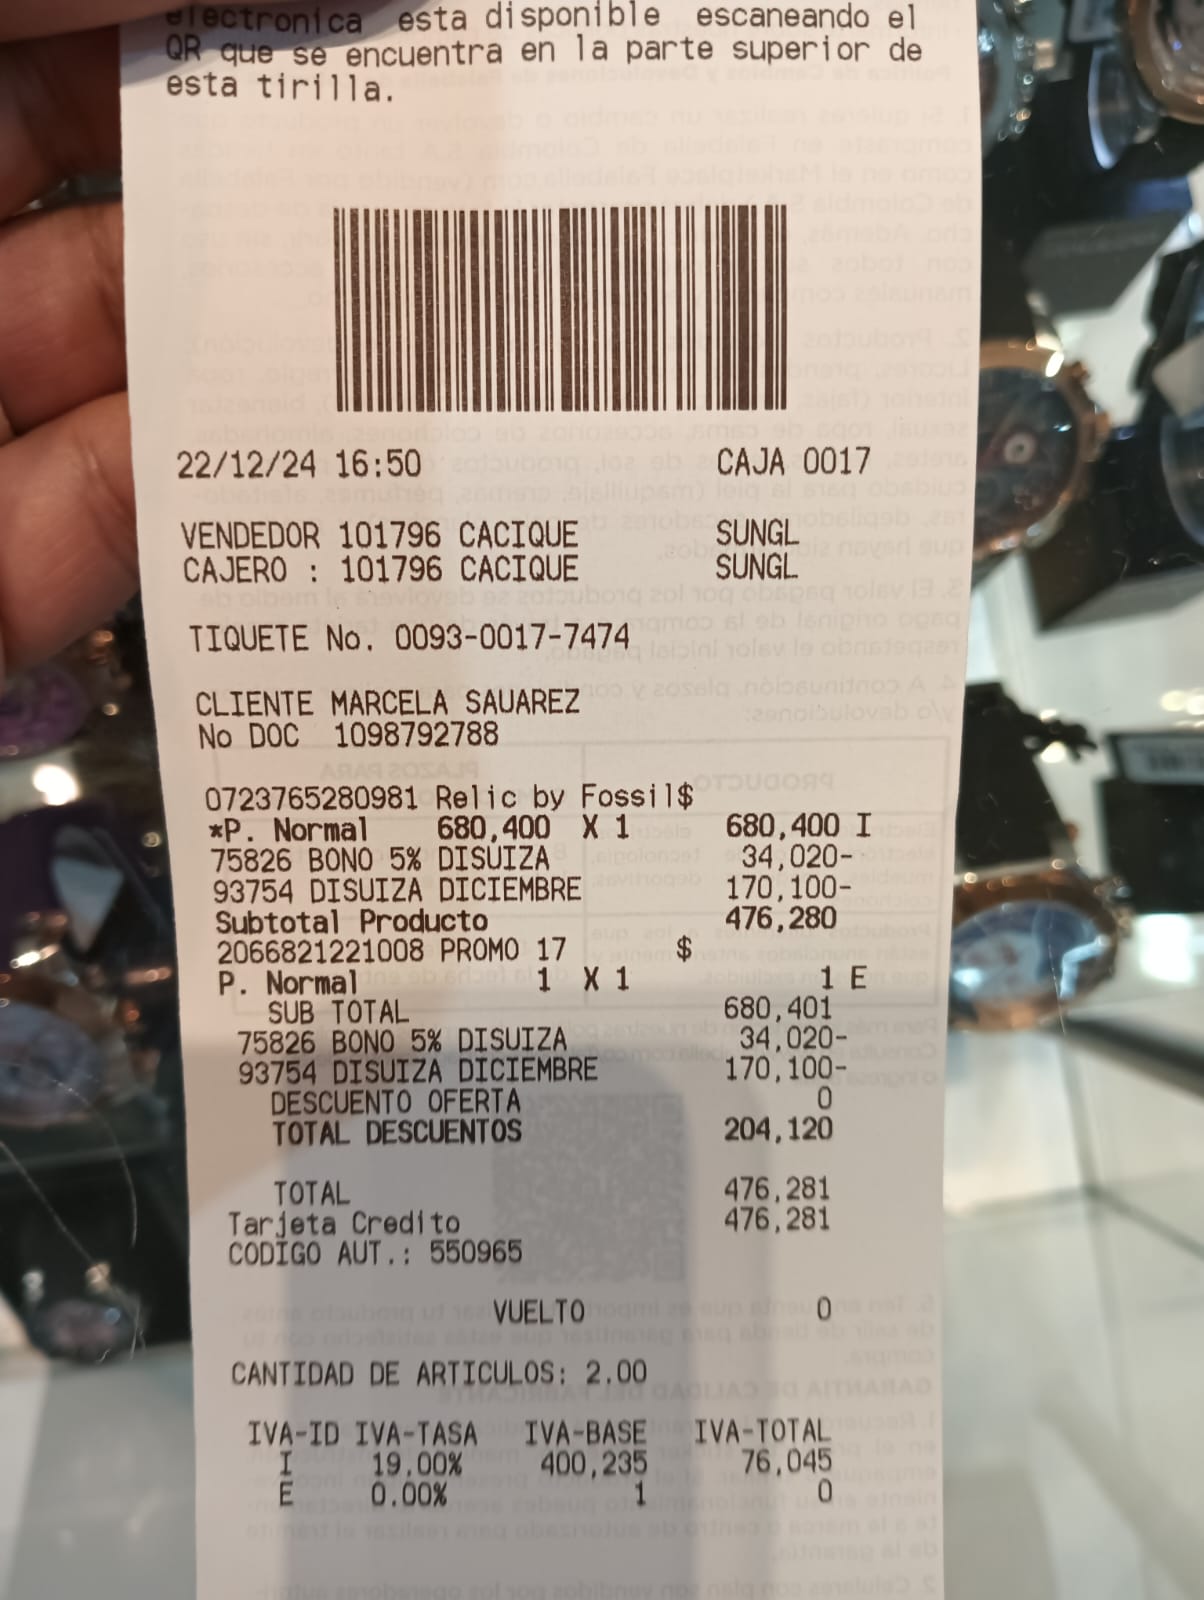 electronica esta disponible escaneando el
QR que se encuentra en la parte superior de
esta tirilla.
22/12/24 16:50 CAJA 0017
VENDEDOR 101796 CACIQUE SUNGL
CAJERO : 101796 CACIQUE SUNGL
TIQUETE No. 0093-0017-7474
CLIENTE MARCELA SAUAREZ
No DOC 1098792788
0723765280981 Relic by Fossil$
*P. Normal 680,400 X 1 680,400 I
75826 BONO 5% DISUIZA 34,020-
93754 DISUIZA DICIEMBRE 170,100-
Subtotal Producto 476,280
2066821221008 PROMO 17 $
P. Normal 1 X 1 1 E
SUB TOTAL 680,401
75826 BONO 5% DISUIZA 34,020-
93754 DISUIZA DICIEMBRE 170,100-
DESCUENTO OFERTA 0
TOTAL DESCUENTOS 204,120
TOTAL 476,281
Tarjeta Credito 476,281
CODIGO AUT.: 550965
VUELTO 0
CANTIDAD DE ARTICULOS: 2.00
IVA-ID IVA-TASA IVA-BASE IVA-TOTAL
I 19.00% 400,235 76,045
E 0.00% 1 0